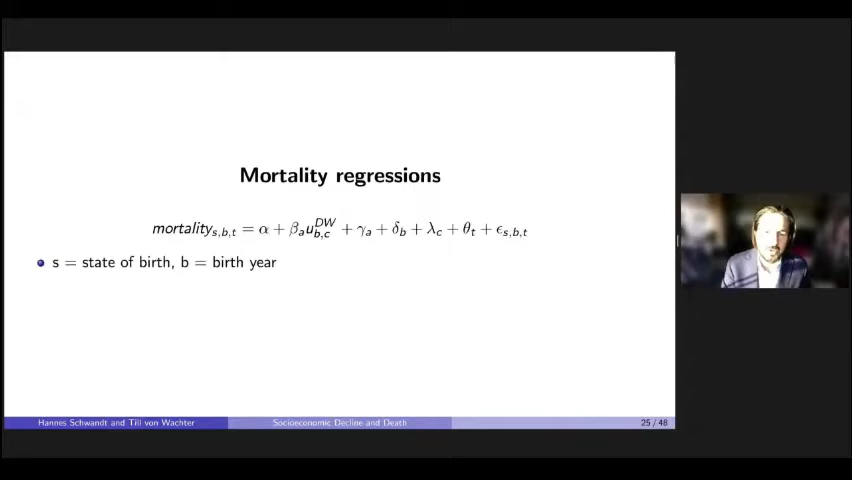 Mortality regressions
mortality_{s,b,t} = α + β_a u^{DW}_{b,c} + γ_a + δ_b + λ_c + θ_t + ϵ_{s,b,t}
s = state of birth, b = birth year
Hannes Schwandt and Till von Wachter
Socioeconomic Decline and Death
25 / 48